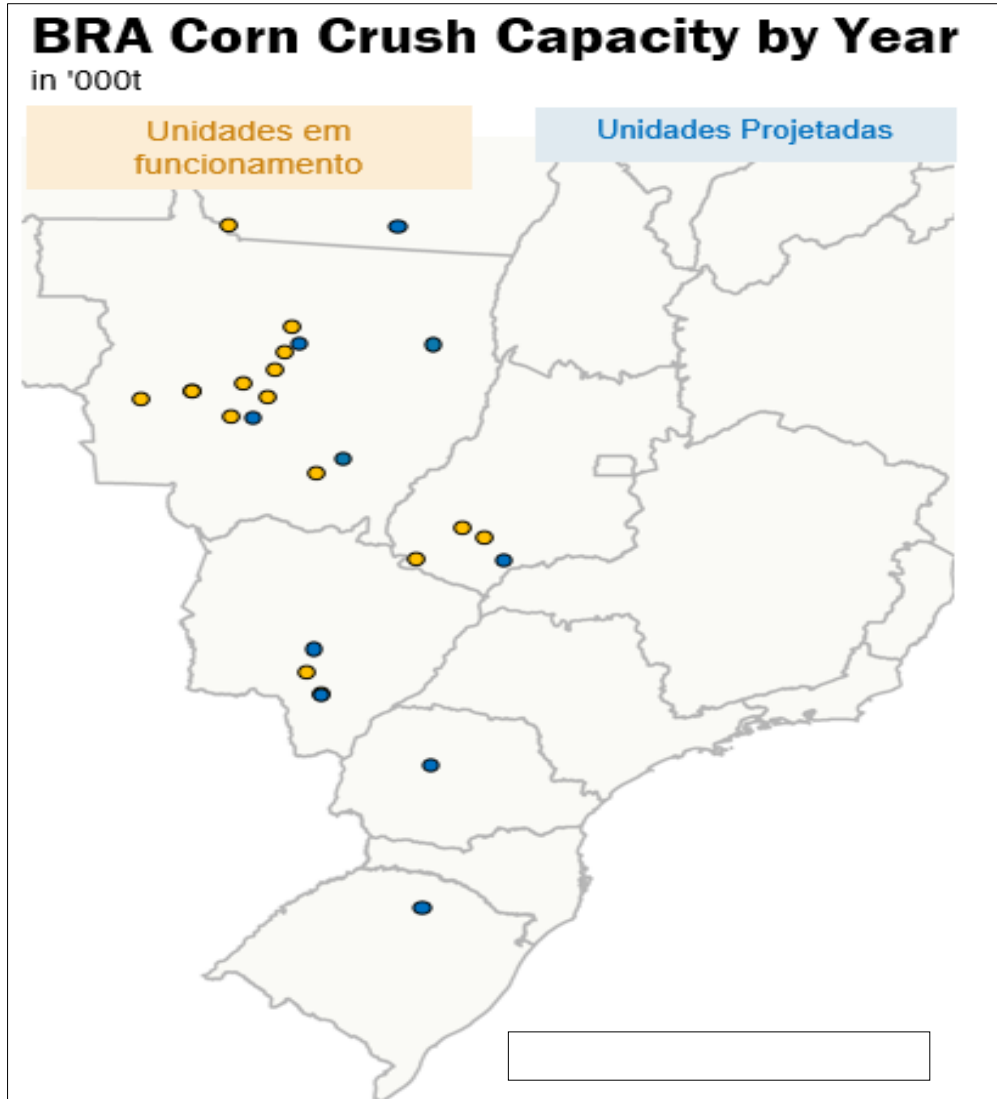 BRA Corn Crush Capacity by Year
in '000t
Unidades em
funcionamento
Unidades Projetadas